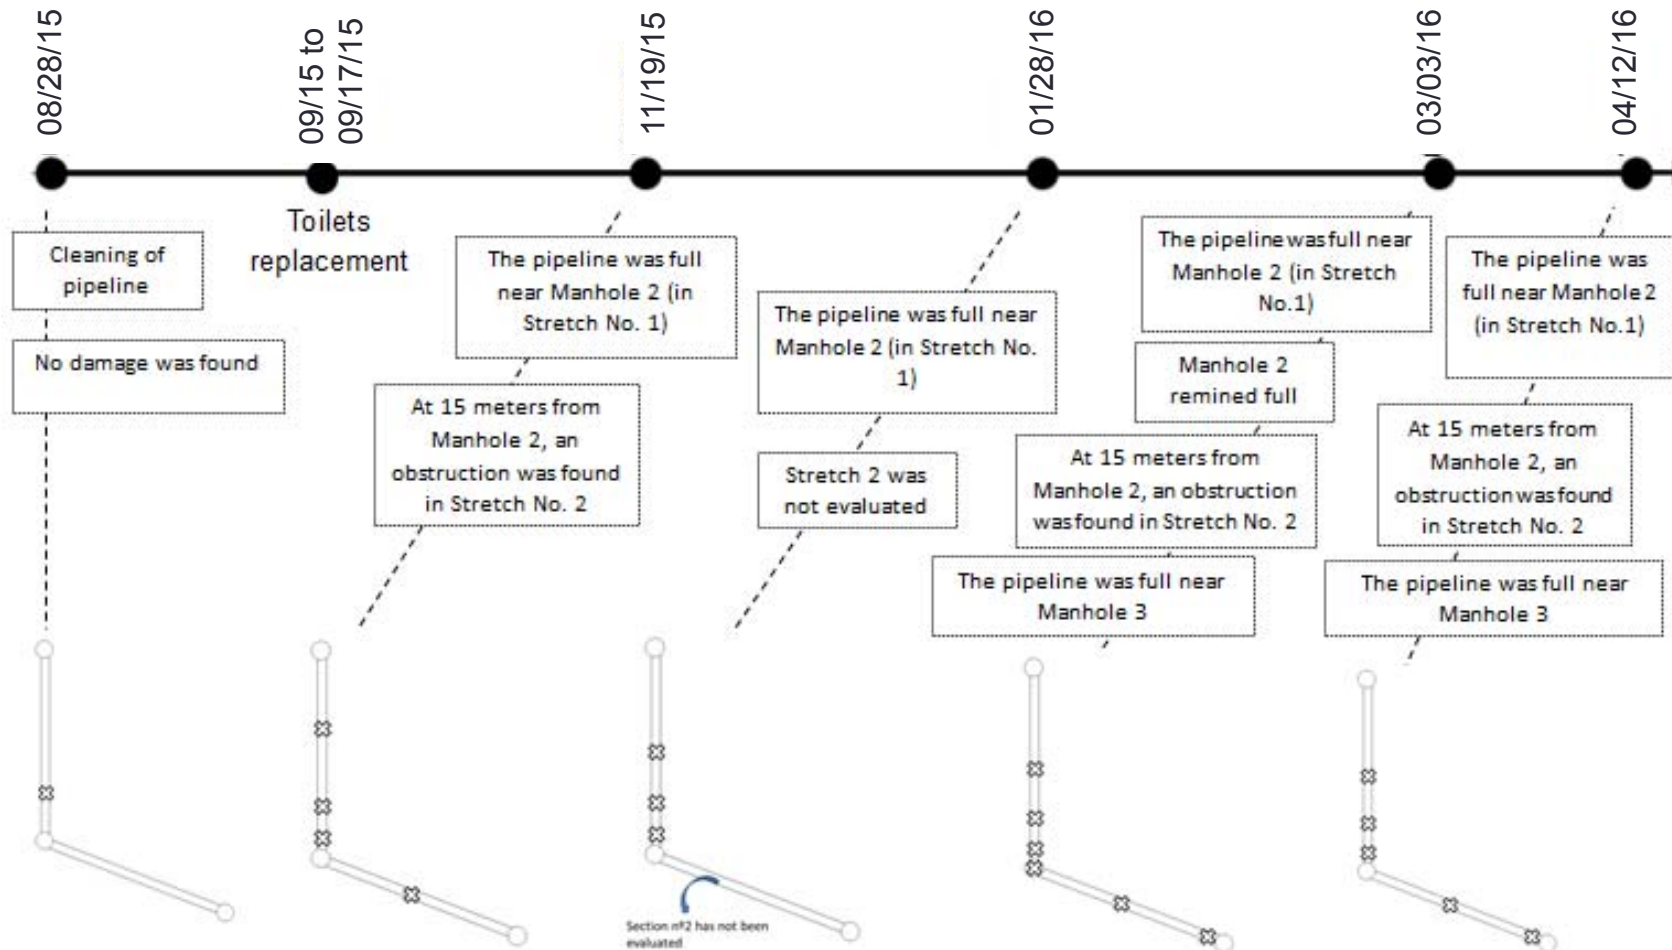 08/28/15
09/15 to
09/17/15
11/19/15
01/28/16
03/03/16
04/12/16
Cleaning of
pipeline
No damage was found
Toilets
replacement
The pipeline was full
near Manhole 2 (in
Stretch No. 1)
At 15 meters from
Manhole 2, an
obstruction was found
in Stretch No. 2
The pipeline was full near
Manhole 2 (in Stretch No.
1)
Stretch 2 was
not evaluated
The pipeline was full near
Manhole 2 (in Stretch
No.1)
Manhole 2
remined full
At 15 meters from
Manhole 2, an obstruction
was found in Stretch No. 2
The pipeline was full near
Manhole 3
The pipeline was
full near Manhole 2
(in Stretch No.1)
At 15 meters from
Manhole 2, an
obstruction was found
in Stretch No. 2
The pipeline was full near
Manhole 3
Section nº2 has not been
evaluated